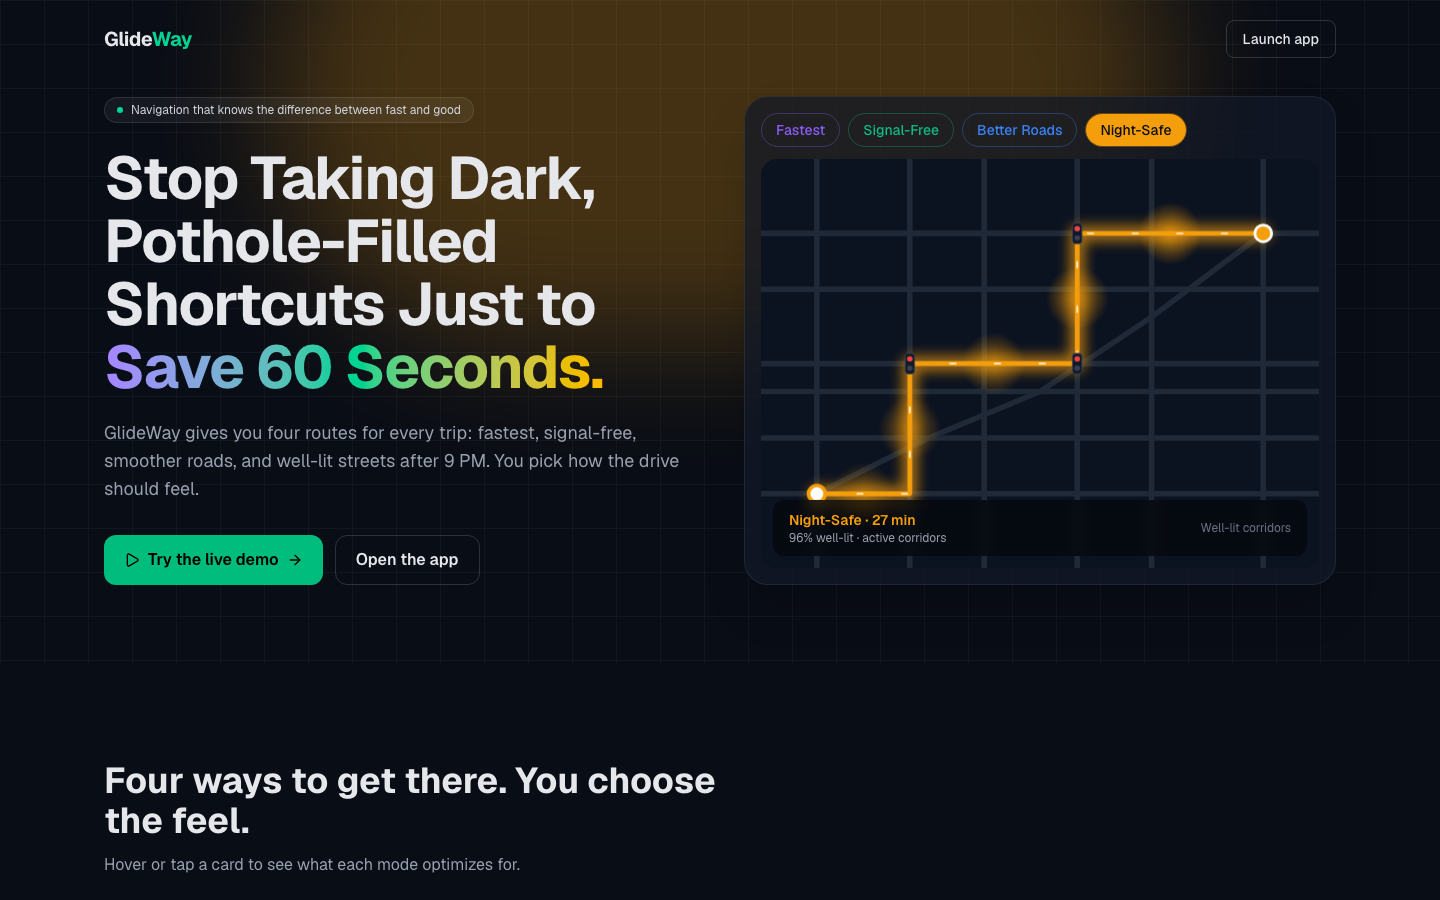 GlideWay
Launch app
Navigation that knows the difference between fast and good
Stop Taking Dark,
Pothole-Filled
Shortcuts Just to
Save 60 Seconds.
GlideWay gives you four routes for every trip: fastest, signal-free,
smoother roads, and well-lit streets after 9 PM. You pick how the drive
should feel.
Try the live demo
Open the app
Fastest
Signal-Free
Better Roads
Night-Safe
Night-Safe · 27 min
96% well-lit · active corridors
Well-lit corridors
Four ways to get there. You choose
the feel.
Hover or tap a card to see what each mode optimizes for.